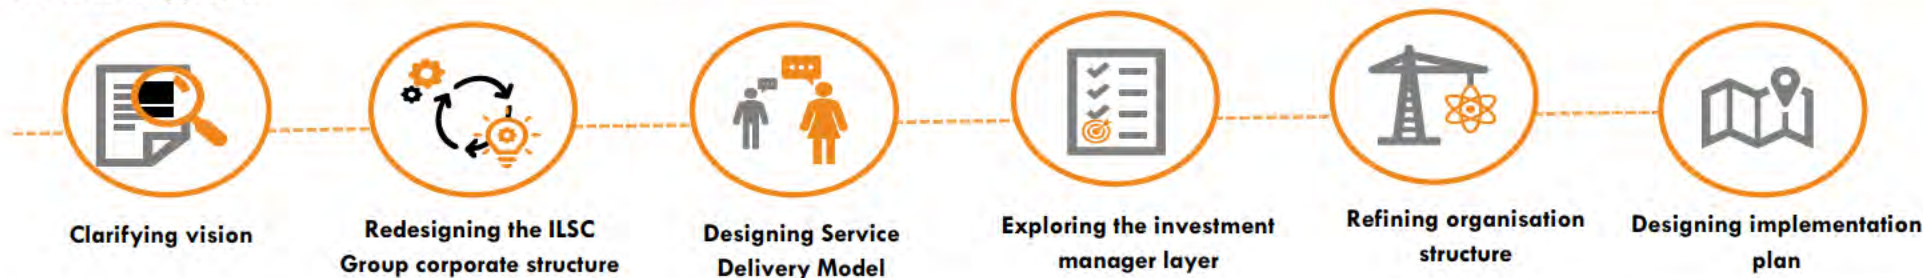 Clarifying vision
Redesigning the ILSC
Group corporate structure
Designing Service
Delivery Model
Exploring the investment
manager layer
Refining organisation
structure
Designing implementation
plan